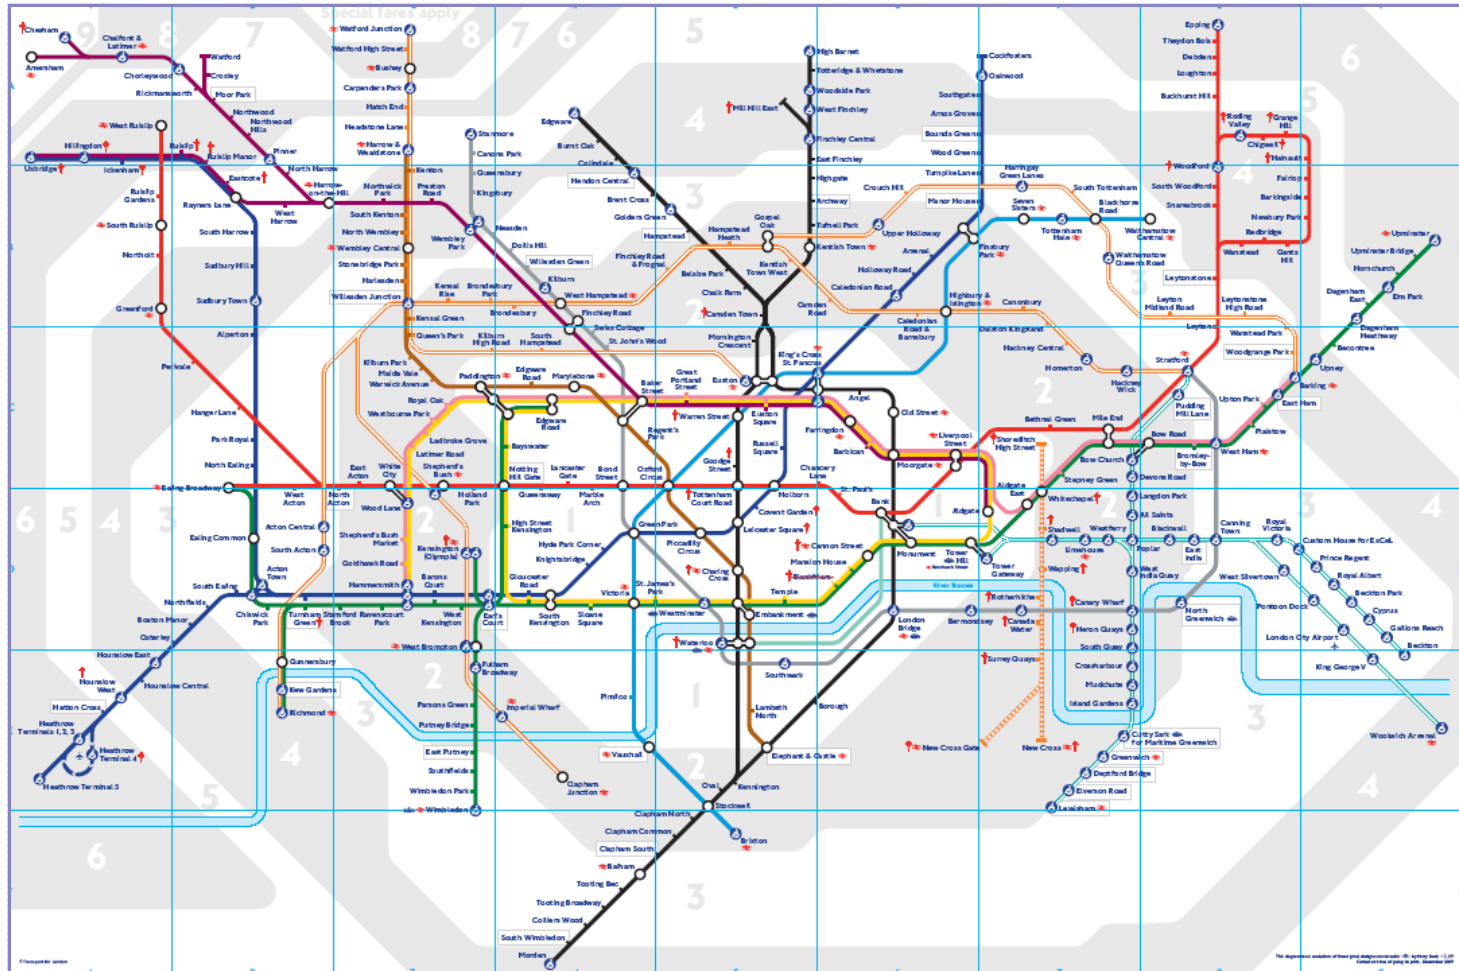 Special fares apply
9
8
7
8
7
6
5
6
Chesham
Chalfont &
Latimer
Amersham
Chorleywood
Rickmansworth
Watford
Croxley
Moor Park
Northwood
Northwood
Hills
Pinner
North Harrow
Harrow-
on-the-Hill
West Ruislip
Hillingdon
Uxbridge
Ickenham
Ruislip
Ruislip Manor
Eastcote
Ruislip
Gardens
South Ruislip
Northolt
Greenford
Perivale
Hanger Lane
Rayners Lane
West
Harrow
South Harrow
Sudbury Hill
Sudbury Town
Alperton
Park Royal
North Ealing
Ealing Broadway
Ealing Common
Watford Junction
Watford High Street
Bushey
Carpenders Park
Hatch End
Headstone Lane
Harrow &
Wealdstone
Kenton
Northwick
Park
Preston
Road
South Kenton
North Wembley
Wembley Central
Stonebridge Park
Harlesden
Willesden Junction
Kensal Green
Queen's Park
Kilburn Park
Maida Vale
Warwick Avenue
Stanmore
Canons Park
Queensbury
Kingsbury
Wembley
Park
Neasden
Dollis Hill
Willesden Green
Kilburn
West Hampstead
Finchley Road
Swiss Cottage
St. John's Wood
Kensal
Rise
Brondesbury
Park
Brondesbury
Kilburn
High Road
South
Hampstead
Edgware
Burnt Oak
Colindale
Hendon Central
Brent Cross
Golders Green
Hampstead
Belsize Park
Chalk Farm
Camden Town
Mornington
Crescent
Finchley Road
& Frognal
Hampstead
Heath
Gospel
Oak
Kentish
Town West
Camden
Road
High Barnet
Totteridge & Whetstone
Woodside Park
Mill Hill East
West Finchley
Finchley Central
East Finchley
Highgate
Archway
Tufnell Park
Kentish Town
Cockfosters
Oakwood
Southgate
Arnos Grove
Bounds Green
Wood Green
Turnpike Lane
Manor House
Crouch Hill
Harringay
Green Lanes
Upper Holloway
Arsenal
Holloway Road
Caledonian Road
Finsbury
Park
Seven
Sisters
South Tottenham
Blackhorse
Road
Tottenham
Hale
Walthamstow
Central
Walthamstow
Queen's Road
Highbury &
Islington
Canonbury
Caledonian
Road &
Barnsbury
Dalston Kingsland
Hackney Central
Homerton
Hackney
Wick
Leyton
Midland Road
Leytonstone
High Road
Wanstead Park
Woodgrange Park
Epping
Theydon Bois
Debden
Loughton
Buckhurst Hill
Roding
Valley
Grange
Hill
Chigwell
Hainault
Fairlop
Barkingside
Newbury Park
Redbridge
Gants
Hill
Wanstead
Woodford
South Woodford
Snaresbrook
Leytonstone
Leyton
Stratford
Upminster
Upminster Bridge
Hornchurch
Elm Park
Dagenham
East
Dagenham
Heathway
Becontree
Upney
Barking
East Ham
Upton Park
Plaistow
West Ham
Pudding
Mill Lane
Bow Road
Bromley-
by-Bow
Mile End
Bethnal Green
Bow Church
Stepney Green
Devons Road
Langdon Park
All Saints
Paddington
Edgware
Road
Marylebone
Baker
Street
Great
Portland
Street
Euston
Warren Street
Euston
Square
King's Cross
St. Pancras
Angel
Old Street
Farringdon
Barbican
Moorgate
Liverpool
Street
Shoreditch
High Street
Royal Oak
Westbourne Park
Ladbroke Grove
Latimer Road
Edgware
Road
Bayswater
Regent's
Park
Goodge
Street
Russell
Square
Chancery
Lane
St. Paul's
Bank
Aldgate
East
Aldgate
Whitechapel
West
Acton
North
Acton
East
Acton
White
City
Shepherd's
Bush
Holland
Park
Notting
Hill Gate
Lancaster
Gate
Queensway
Bond
Street
Marble
Arch
Oxford
Circus
Tottenham
Court Road
Holborn
Covent Garden
Leicester Square
Wood Lane
Shepherd's Bush
Market
Goldhawk Road
Hammersmith
Kensington
(Olympia)
High Street
Kensington
Hyde Park Corner
Knightsbridge
Green Park
Piccadilly
Circus
Charing
Cross
Cannon Street
Mansion House
Blackfriars
Temple
Embankment
Monument
Tower
Hill
Tower
Gateway
Shadwell
Limehouse
Westferry
Poplar
Blackwall
East
India
Canning
Town
Royal
Victoria
Custom House for ExCeL
Prince Regent
Royal Albert
Beckton Park
Cyprus
Gallions Reach
Beckton
West Silvertown
Pontoon Dock
London City Airport
King George V
Woolwich Arsenal
Acton Central
South Acton
Acton
Town
South Ealing
Northfields
Boston Manor
Osterley
Hounslow East
Hounslow Central
Hounslow
West
Hatton Cross
Heathrow
Terminals 1, 2, 3
Heathrow
Terminal 4
Heathrow Terminal 5
Chiswick
Park
Turnham
Green
Stamford
Brook
Ravenscourt
Park
Barons
Court
West
Kensington
Earl's
Court
Gloucester
Road
South
Kensington
Sloane
Square
Victoria
St. James's
Park
Westminster
Waterloo
Southwark
London
Bridge
Bermondsey
Canada
Water
Wapping
Rotherhithe
Surrey Quays
New Cross Gate
New Cross
River Thames
West
India Quay
Canary Wharf
Heron Quays
South Quay
Crossharbour
Mudchute
Island Gardens
Cutty Sark
for Maritime Greenwich
Greenwich
Deptford Bridge
Elverson Road
Lewisham
North
Greenwich
Gunnersbury
Kew Gardens
Richmond
West Brompton
Fulham
Broadway
Parsons Green
Putney Bridge
East Putney
Southfields
Wimbledon Park
Wimbledon
Imperial Wharf
Clapham
Junction
Pimlico
Vauxhall
Lambeth
North
Elephant & Castle
Borough
Oval
Kennington
Stockwell
Brixton
Clapham North
Clapham Common
Clapham South
Balham
Tooting Bec
Tooting Broadway
Colliers Wood
South Wimbledon
Morden